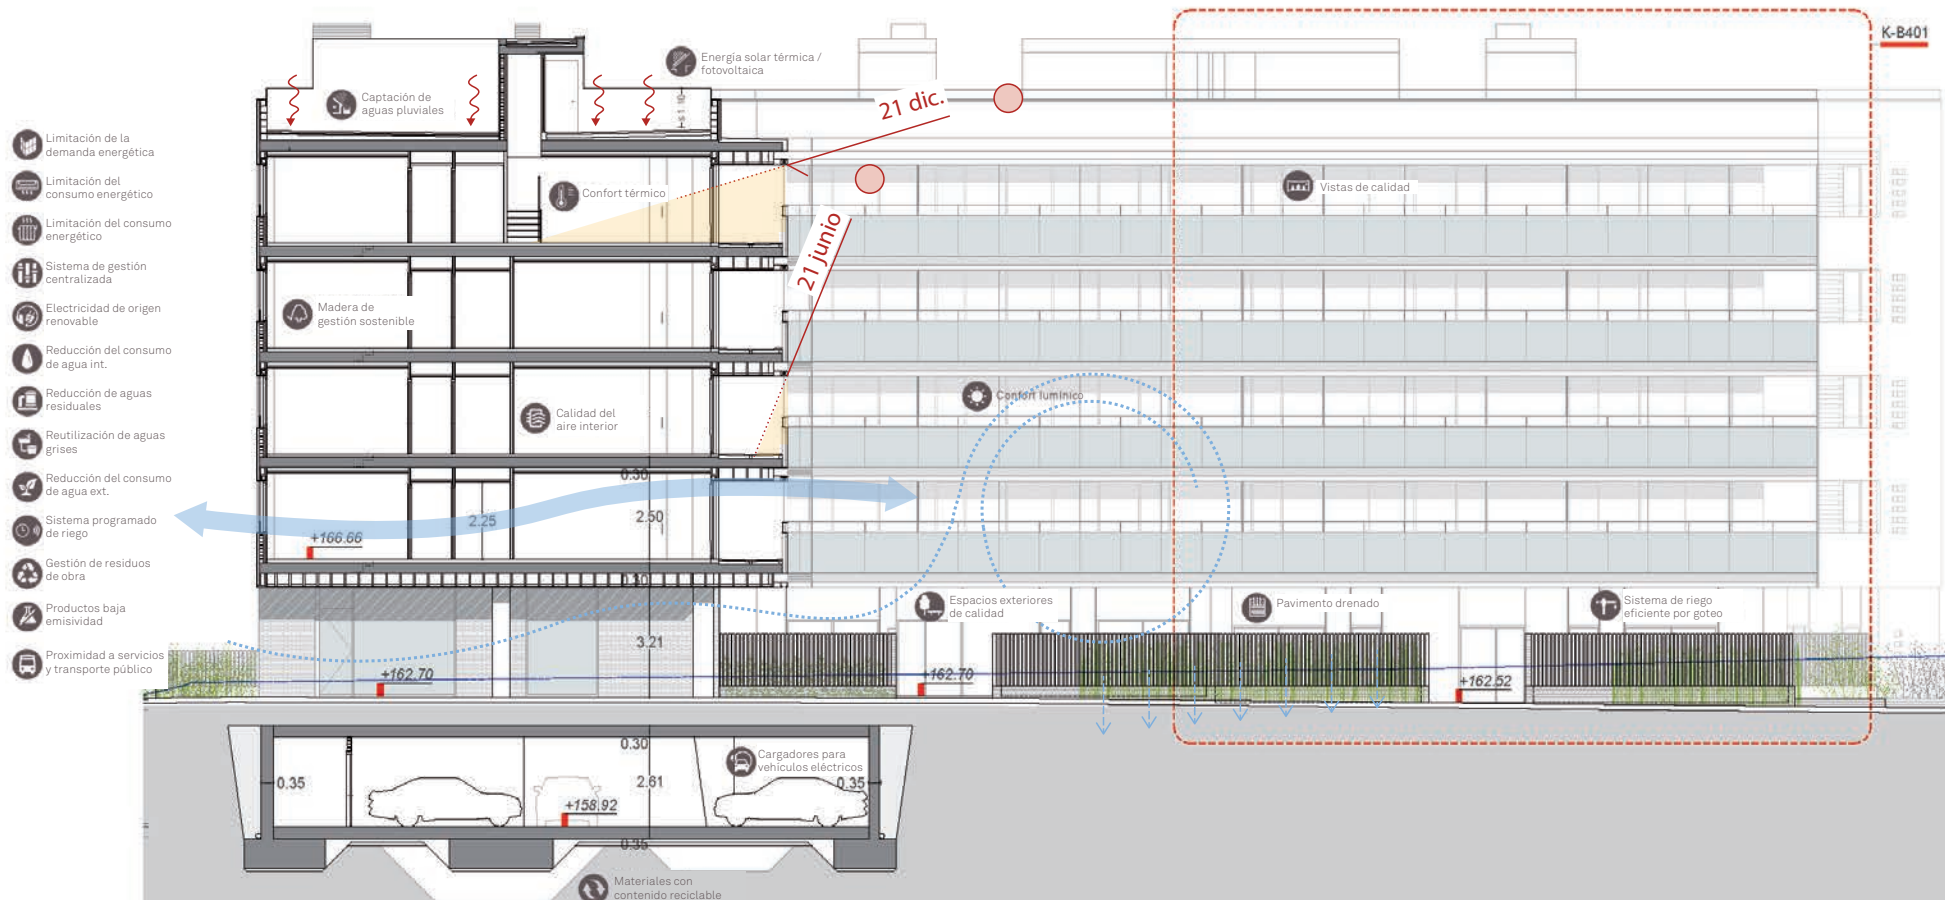 K-B401
Energía solar térmica /
fotovoltaica
Captación de
aguas pluviales
21 dic.
21 junio
Limitación de la
demanda energética
Limitación del
consumo energético
Limitación del consumo
energético
Sistema de gestión
centralizada
Electricidad de origen
renovable
Reducción del consumo
de agua int.
Reducción de aguas
residuales
Reutilización de aguas
grises
Reducción del consumo
de agua ext.
Sistema programado
de riego
Gestión de residuos
de obra
Productos baja
emisividad
Proximidad a servicios
y transporte público
Confort térmico
Vistas de calidad
Madera de
gestión sostenible
Calidad del
aire interior
Confort lumínico
0.30
2.25
2.50
+166.66
0.30
Espacios exteriores
de calidad
Pavimento drenado
Sistema de riego
eficiente por goteo
3.21
+162.70
+162.70
+162.52
0.30
Cargadores para
vehículos eléctricos
0.35
2.61
0.35
+158.92
0.35
Materiales con
contenido reciclable